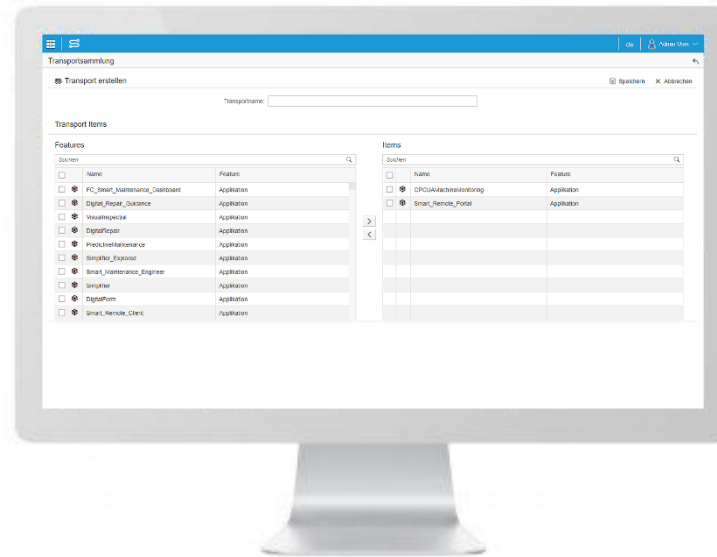 de Admin User
Transportsammlung
Transport erstellen Speichern Abbrechen
Transportname:
Transport Items
Features Items
Suchen Suchen
Name Feature Name Feature
FC_Smart_Maintenance_Dashboard Applikation OPCUAMachineMonitoring Applikation
Digital_Repair_Guidance Applikation Smart_Remote_Portal Applikation
VisualInspection Applikation
DigitalRepair Applikation
PredictiveMaintenance Applikation
Simplifier_Exposed Applikation
Smart_Maintenance_Engineer Applikation
Simplifier Applikation
DigitalForm Applikation
Smart_Remote_Client Applikation